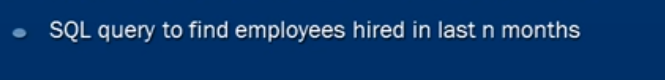 SQL query to find employees hired in last n months